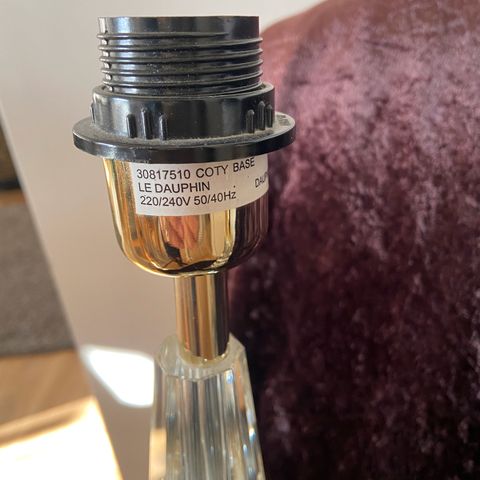 30817510 COTY BASE
LE DAUPHIN
220/240V 50/40Hz